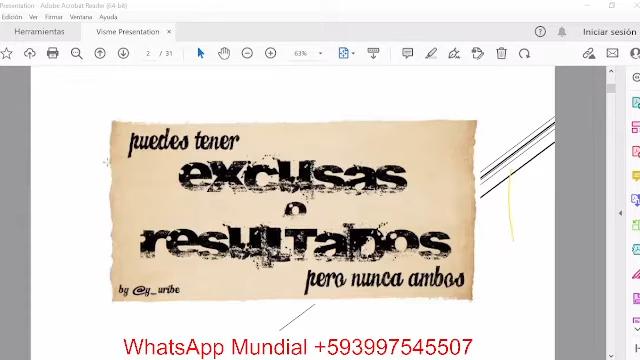 Presentation - Adobe Acrobat Reader (64-bit)
Edición Ver Firmar Ventana Ayuda
Herramientas Visme Presentation × Iniciar sesión
2 / 31 63%
puedes tener
excusas
o
resultados
pero nunca ambos
by @y_uribe
WhatsApp Mundial +593997545507